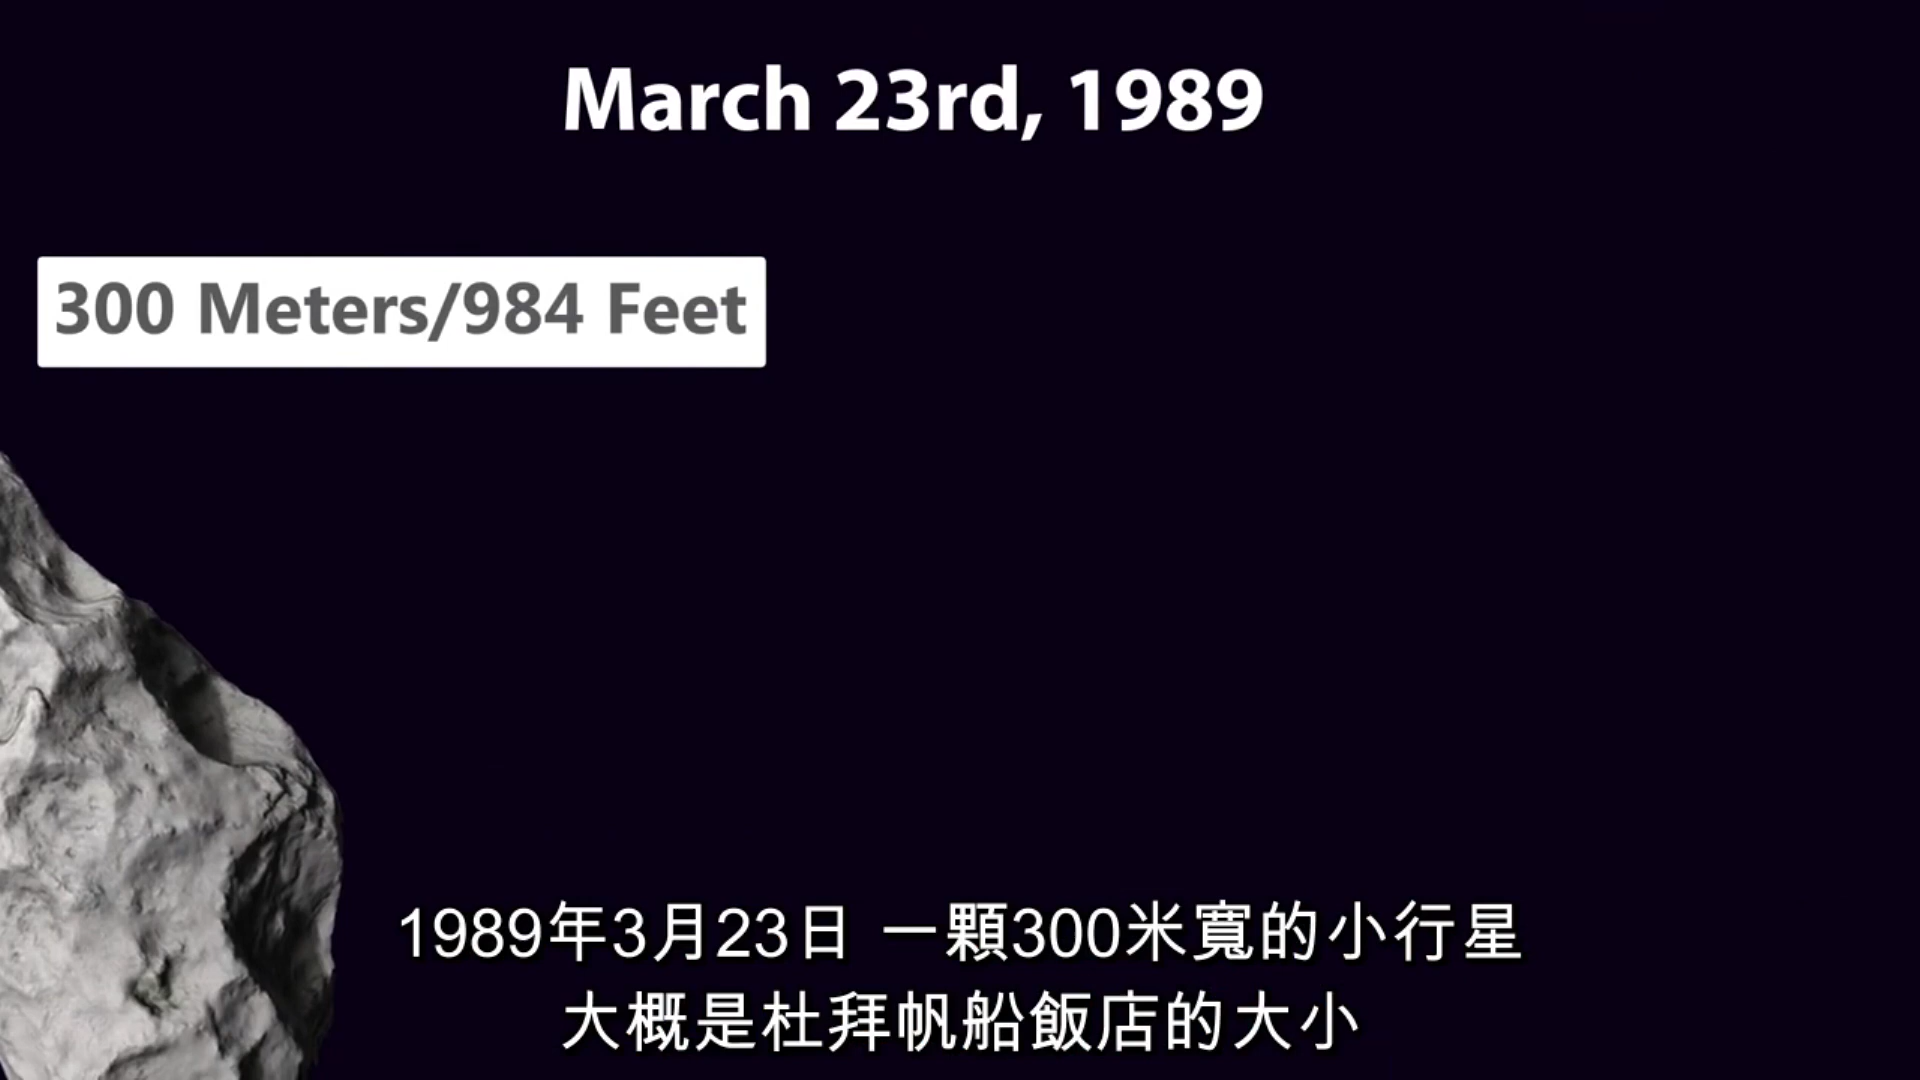 March 23rd, 1989
300 Meters/984 Feet
1989年3月23日 一顆300米寬的小行星
大概是杜拜帆船飯店的大小